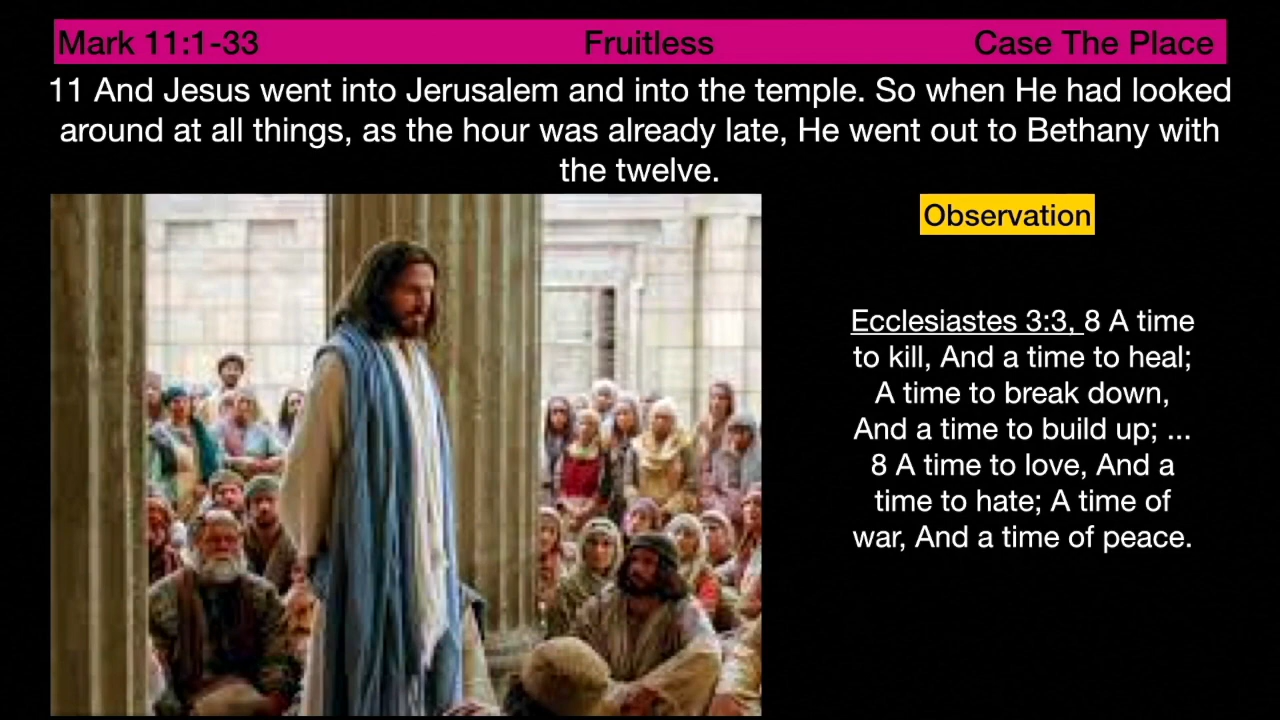 Mark 11:1-33 Fruitless Case The Place
11 And Jesus went into Jerusalem and into the temple. So when He had looked
around at all things, as the hour was already late, He went out to Bethany with
the twelve.
Observation
Ecclesiastes 3:3, 8 A time
to kill, And a time to heal;
A time to break down,
And a time to build up; ...
8 A time to love, And a
time to hate; A time of
war, And a time of peace.